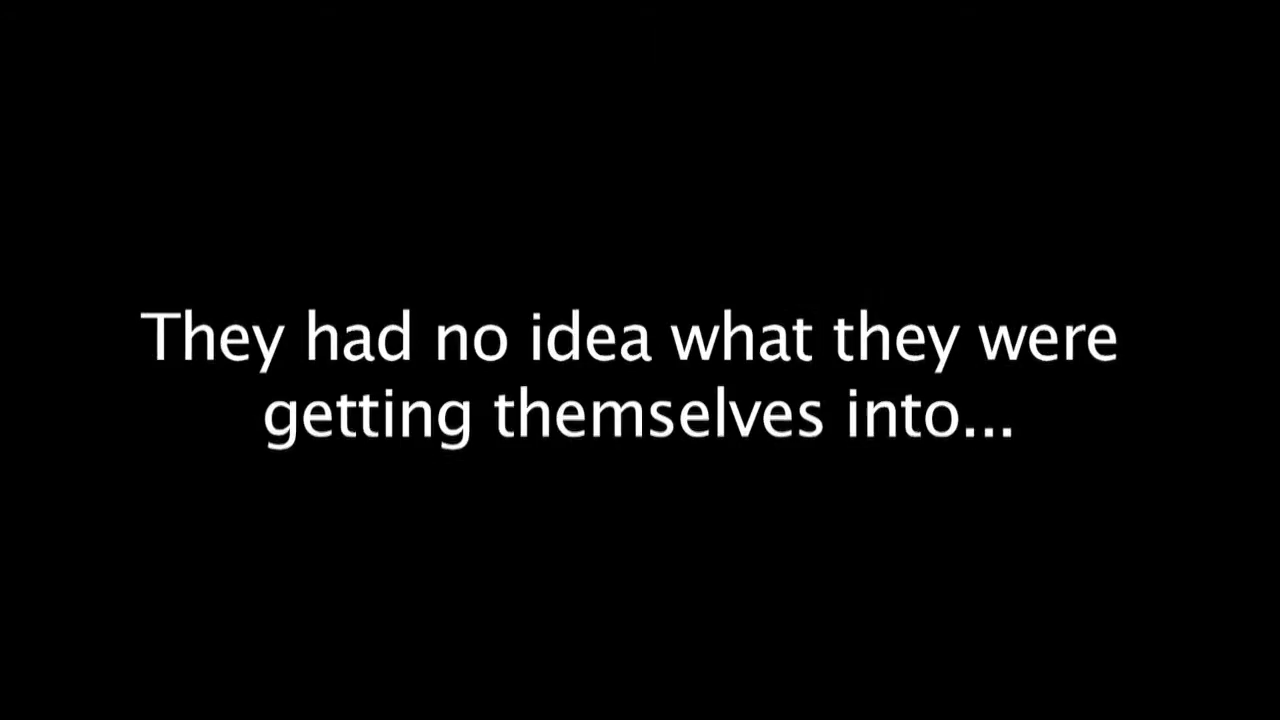 They had no idea what they were
getting themselves into...